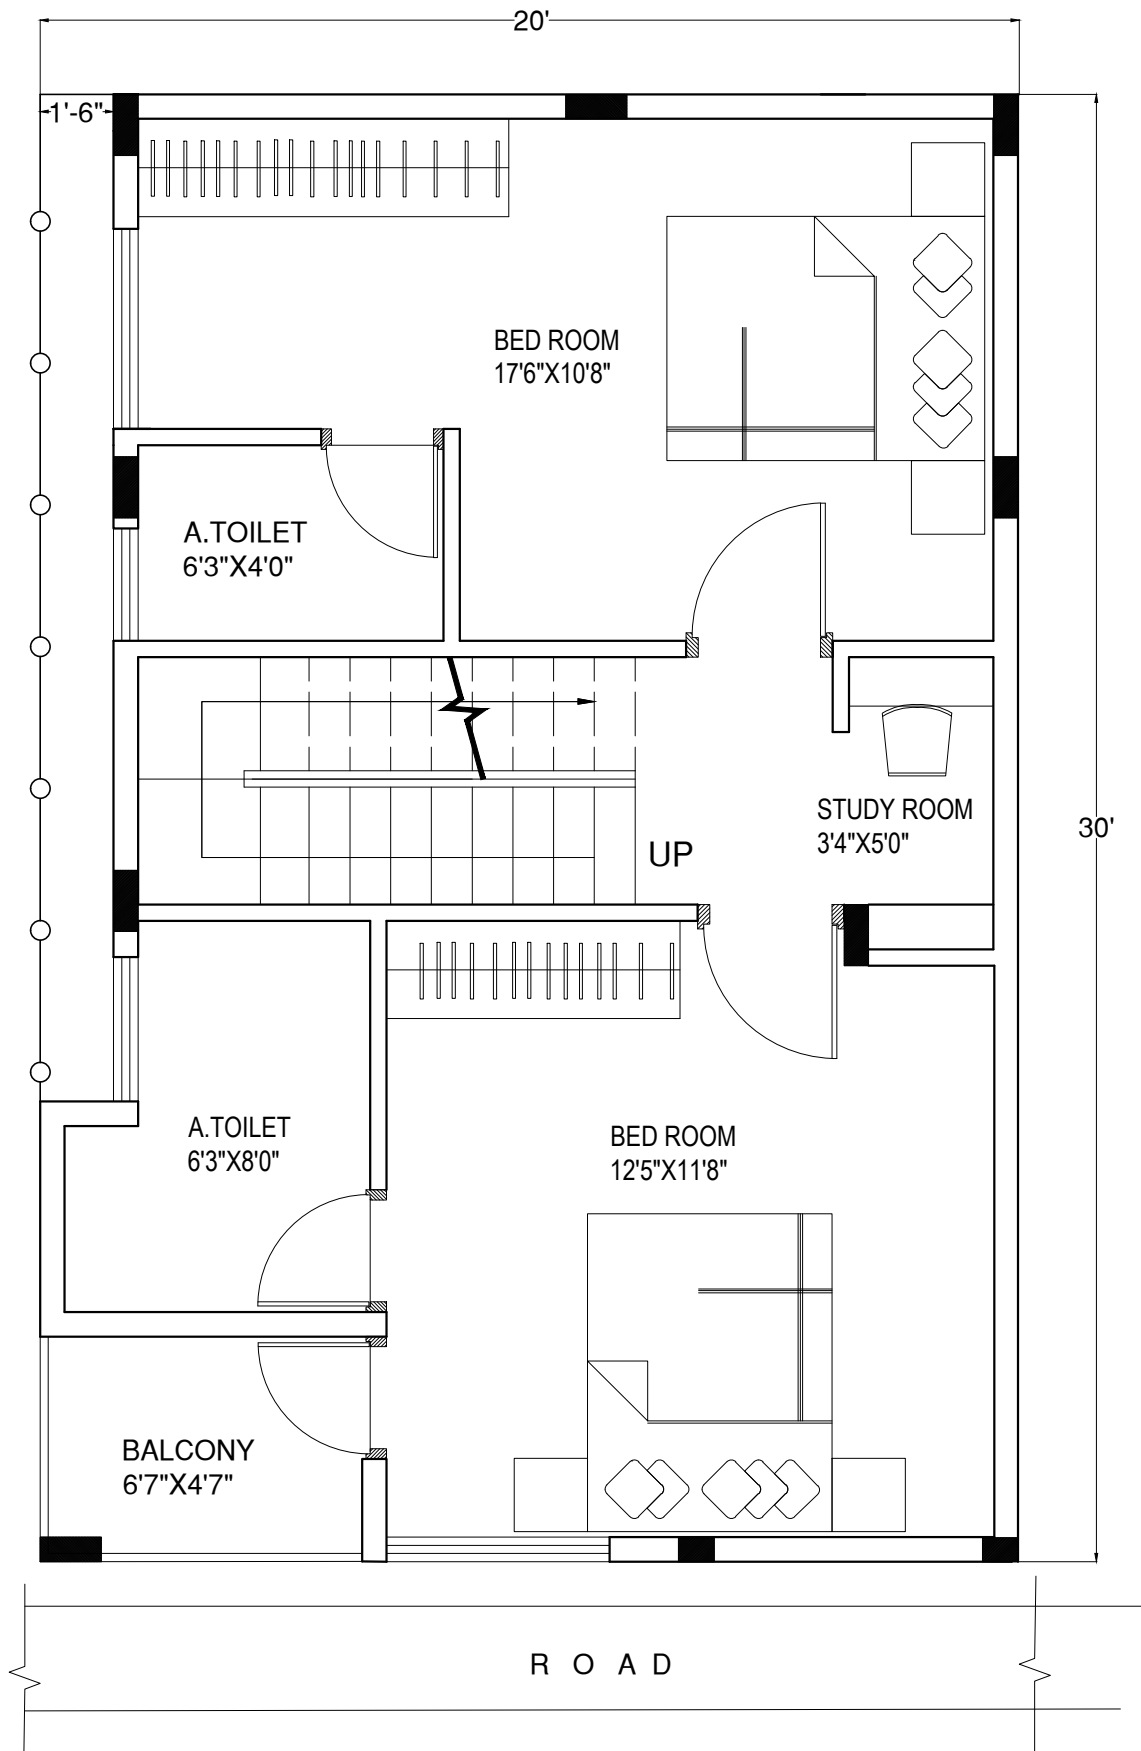 20'
1'-6"
BED ROOM
17'6"X10'8"
A.TOILET
6'3"X4'0"
STUDY ROOM
3'4"X5'0"
30'
UP
A.TOILET
6'3"X8'0"
BED ROOM
12'5"X11'8"
BALCONY
6'7"X4'7"
ROAD